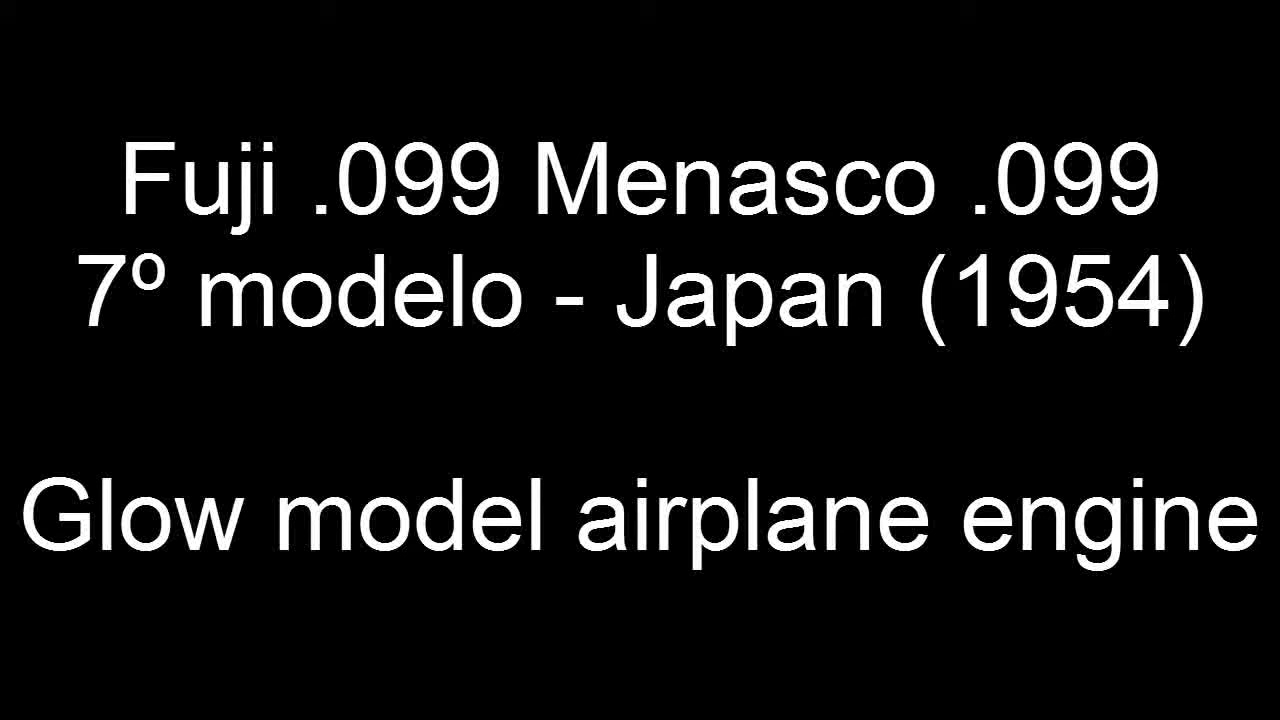 Fuji .099 Menasco .099
7º modelo - Japan (1954)
Glow model airplane engine